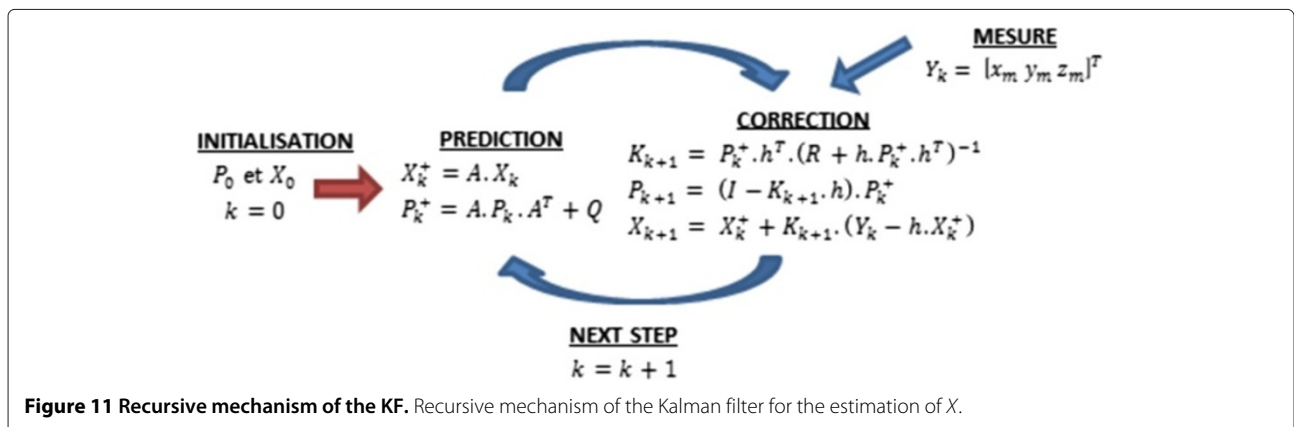 MESURE
Y_k = [x_m y_m z_m]^T
INITIALISATION
P_0 et X_0
k = 0
PREDICTION
X_k^+ = A.X_k
P_k^+ = A.P_k.A^T + Q
CORRECTION
K_{k+1} = P_k^+.h^T.(R + h.P_k^+.h^T)^{-1}
P_{k+1} = (I − K_{k+1}.h).P_k^+
X_{k+1} = X_k^+ + K_{k+1}.(Y_k − h.X_k^+)
NEXT STEP
k = k + 1
Figure 11 Recursive mechanism of the KF. Recursive mechanism of the Kalman filter for the estimation of X.